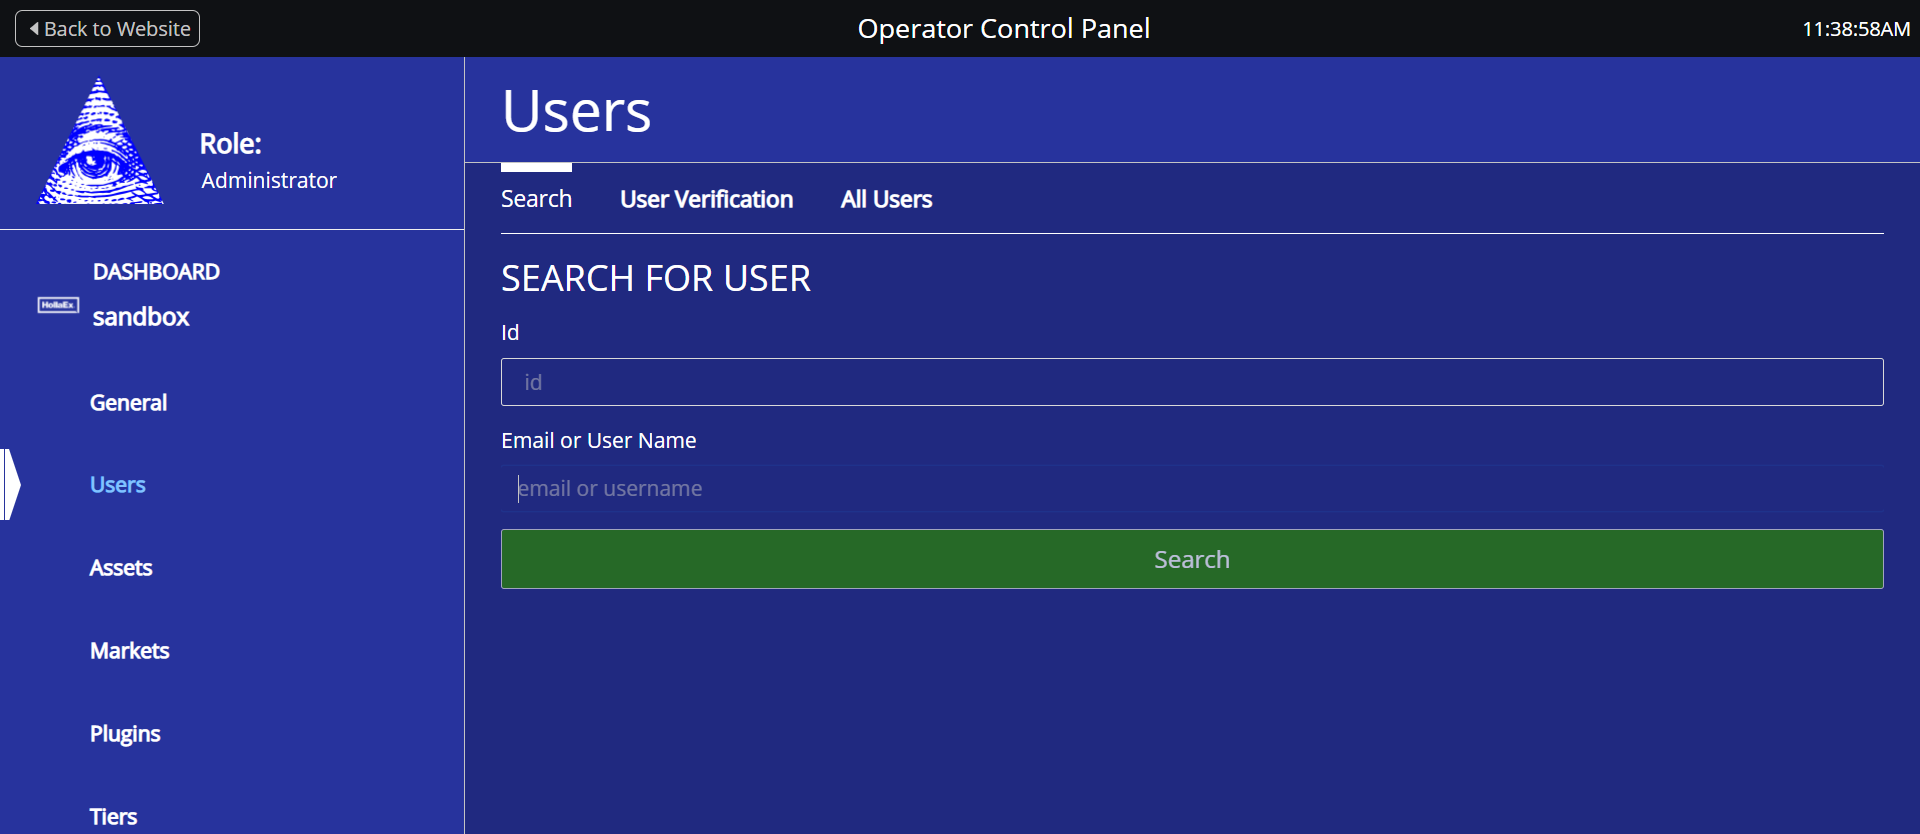 Back to Website
Operator Control Panel
11:38:58AM
Role:
Administrator
DASHBOARD
HollaEx
sandbox
General
Users
Assets
Markets
Plugins
Tiers
Users
Search
User Verification
All Users
SEARCH FOR USER
Id
id
Email or User Name
email or username
Search